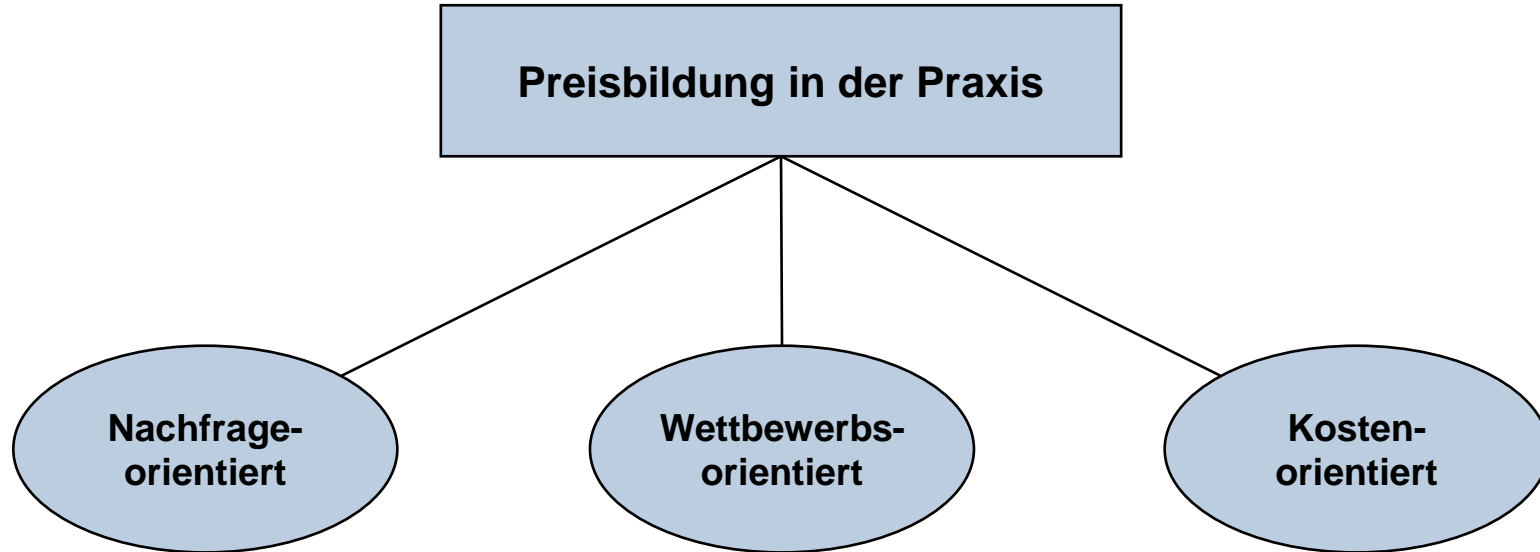 Preisbildung in der Praxis
Nachfrage-
orientiert
Wettbewerbs-
orientiert
Kosten-
orientiert